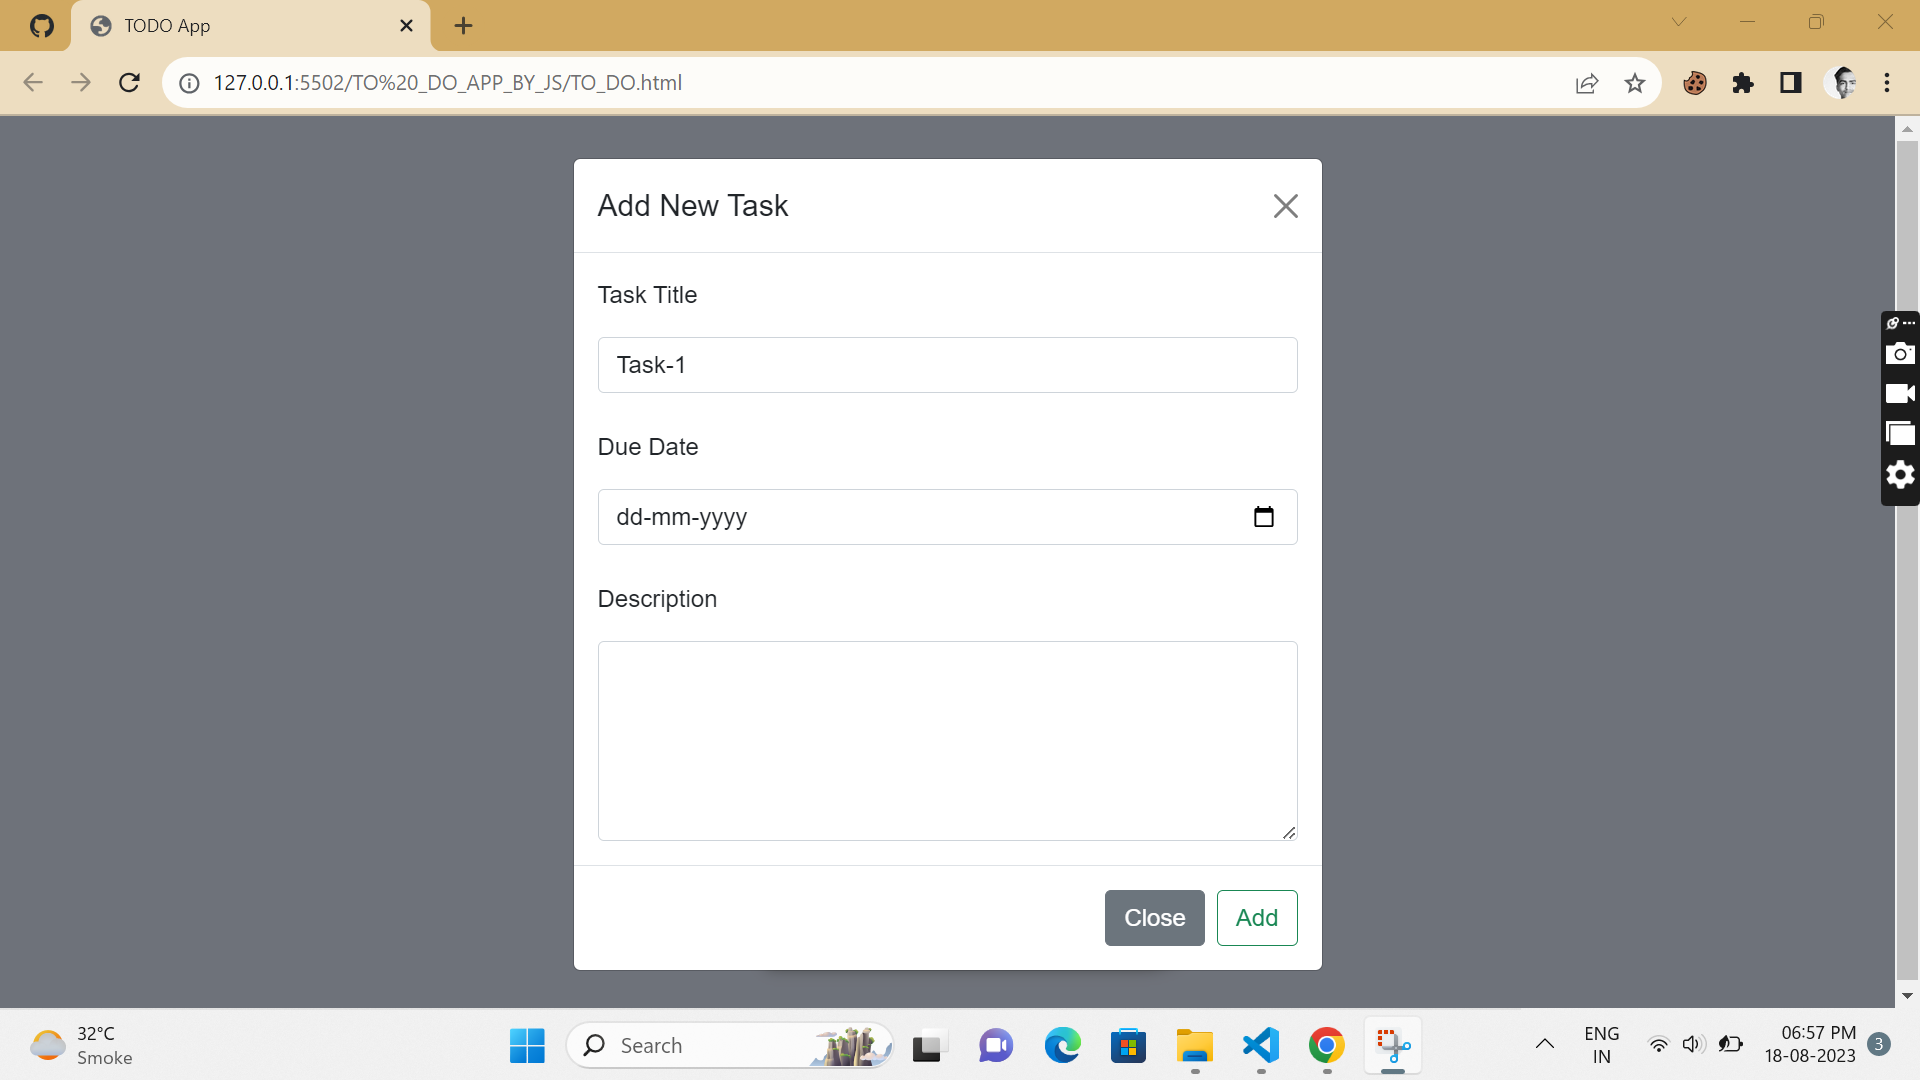 TODO App
127.0.0.1:5502/TO%20_DO_APP_BY_JS/TO_DO.html
Add New Task
Task Title
Task-1
Due Date
dd-mm-yyyy
Description
Close Add
32°C
Smoke
Search
ENG
IN
06:57 PM
18-08-2023
3